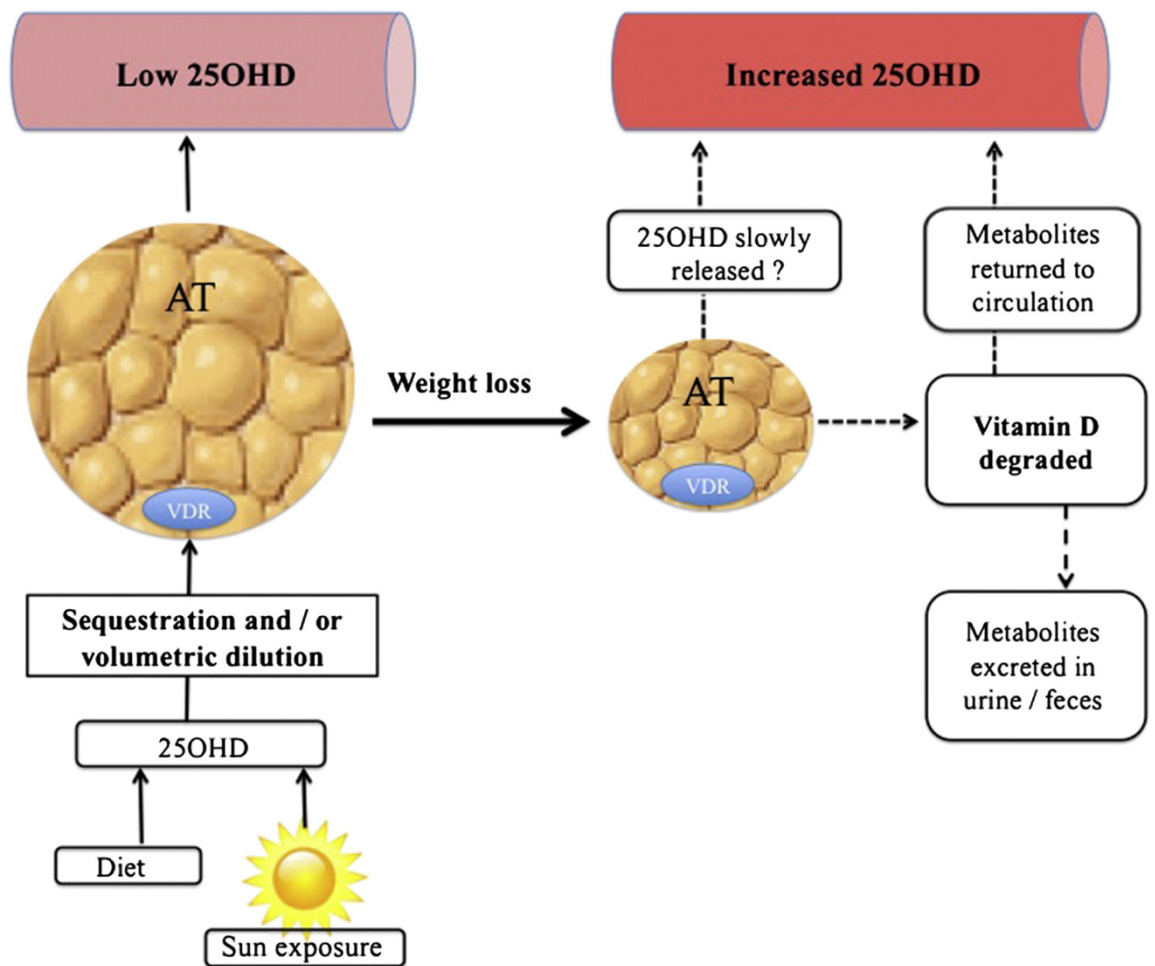 Low 25OHD
Increased 25OHD
25OHD slowly
released ?
Metabolites
returned to
circulation
AT
Weight loss
AT
Vitamin D
degraded
VDR
VDR
Sequestration and / or
volumetric dilution
Metabolites
excreted in
urine / feces
25OHD
Diet
Sun exposure